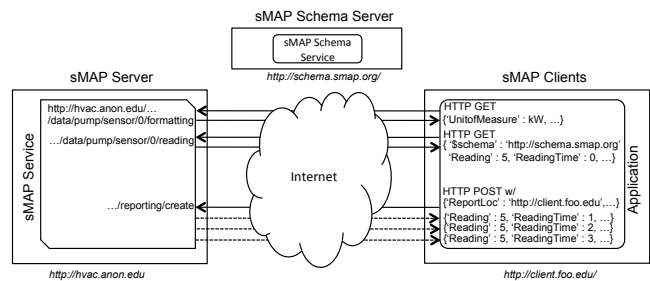 sMAP Schema Server
sMAP Schema
Service
http://schema.smap.org/
sMAP Server
sMAP Service
http://hvac.anon.edu/…
/data/pump/sensor/0/formatting
…/data/pump/sensor/0/reading
…/reporting/create
http://hvac.anon.edu
Internet
sMAP Clients
HTTP GET
{'UnitofMeasure' : kW, …}
HTTP GET
{ '$schema' : 'http://schema.smap.org'
'Reading' : 5, 'ReadingTime' : 0, …}
HTTP POST w/
{'ReportLoc' : 'http://client.foo.edu',…}
{'Reading' : 5, 'ReadingTime' : 1, …}
{'Reading' : 5, 'ReadingTime' : 2, …}
{'Reading' : 5, 'ReadingTime' : 3, …}
Application
http://client.foo.edu/